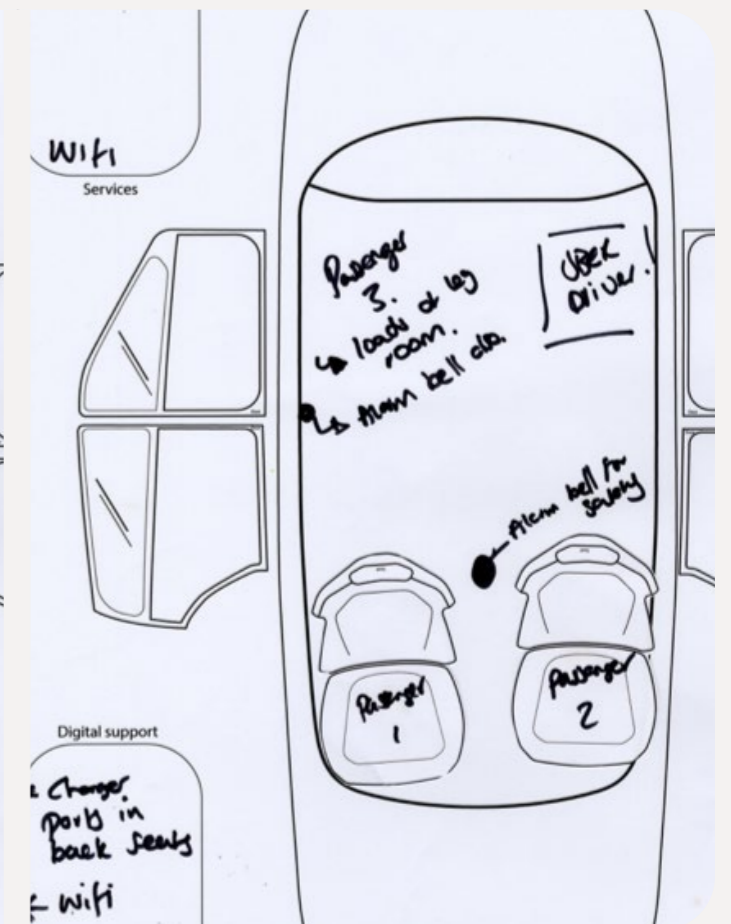 Wifi
Services
Passenger
3.
loads of leg
room.
Alarm bell also.
UBER
Driver.
Alarm bell for
safety
Passenger
1
Passenger
2
Digital support
Charger
ports in
back seats
Wifi